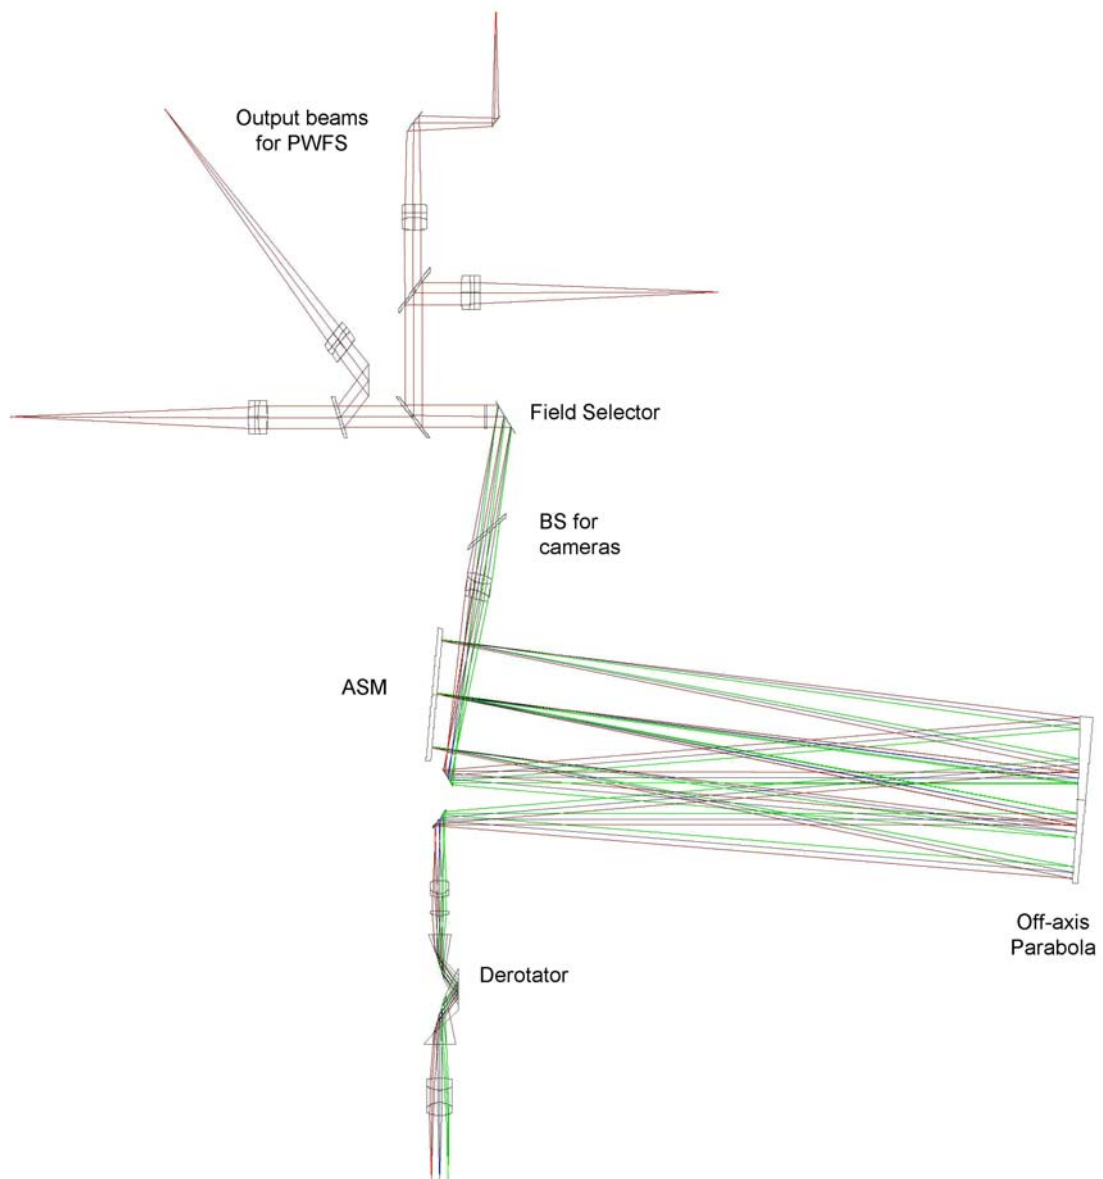 Output beams
for PWFS
Field Selector
BS for
cameras
ASM
Off-axis
Parabola
Derotator